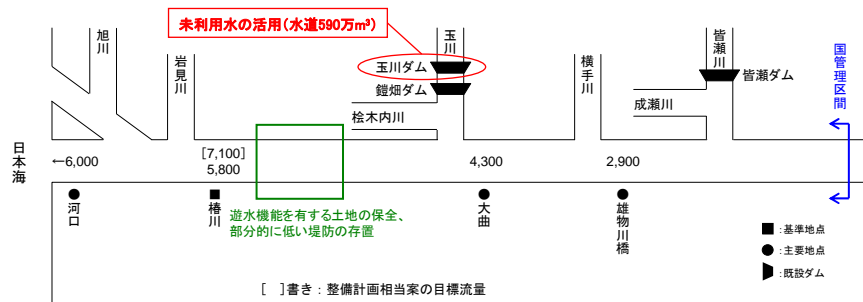 未利用水の活用(水道590万m³)
旭川
岩見川
玉川
玉川ダム
鎧畑ダム
桧木内川
横手川
皆瀬川
皆瀬ダム
成瀬川
国管理区間
日本海
←6,000
[7,100]
5,800
4,300
2,900
河口
椿川
遊水機能を有する土地の保全、
部分的に低い堤防の存置
大曲
雄物川橋
■:基準地点
●:主要地点
:既設ダム
[ ]書き:整備計画相当案の目標流量